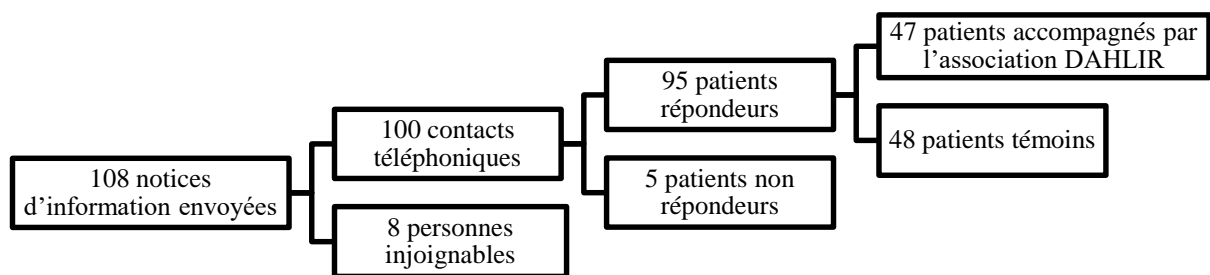 108 notices
d’information envoyées
100 contacts
téléphoniques
8 personnes
injoignables
95 patients
répondeurs
5 patients non
répondeurs
47 patients accompagnés par
l’association DAHLIR
48 patients témoins